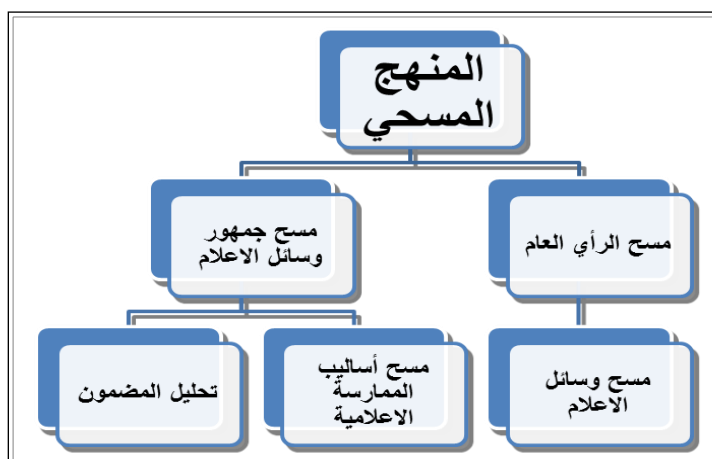 المنهج
المسحي
مسح الرأي العام
مسح جمهور
وسائل الاعلام
مسح وسائل
الاعلام
مسح أساليب
الممارسة
الاعلامية
تحليل المضمون